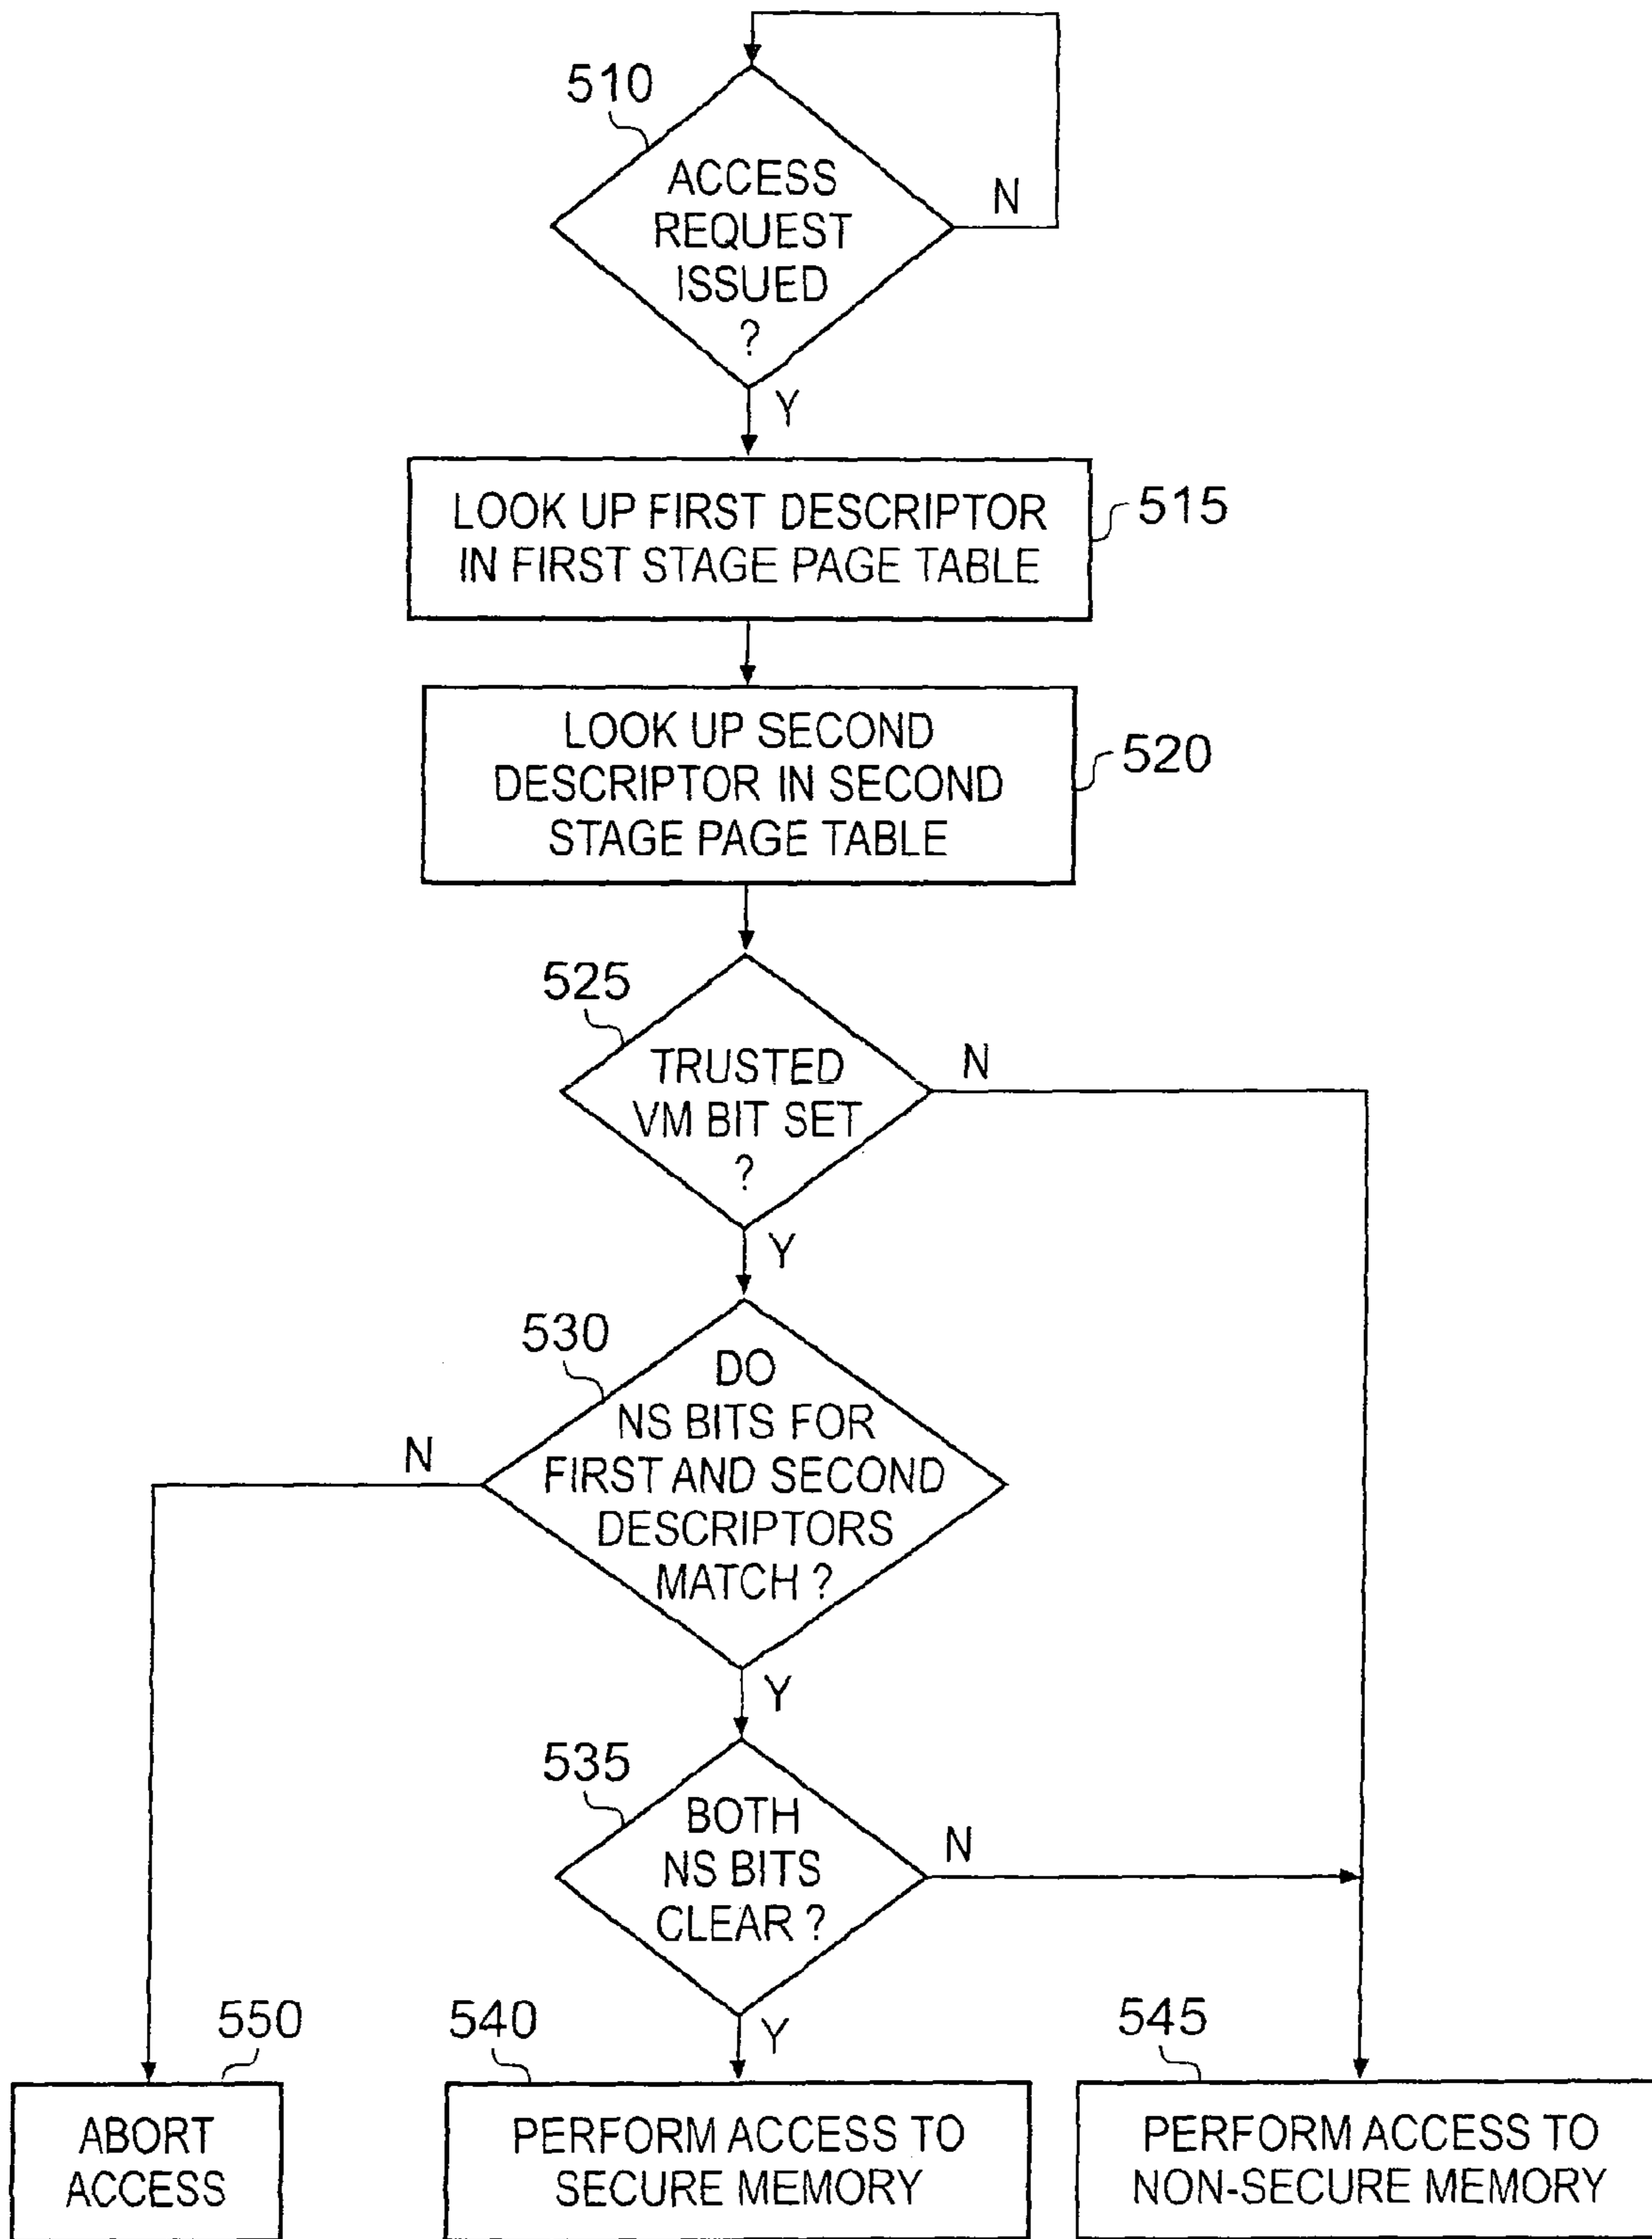 510
ACCESS
REQUEST
ISSUED
?
N
Y
LOOK UP FIRST DESCRIPTOR
IN FIRST STAGE PAGE TABLE
515
LOOK UP SECOND
DESCRIPTOR IN SECOND
STAGE PAGE TABLE
520
525
TRUSTED
VM BIT SET
?
N
Y
530
DO
NS BITS FOR
FIRST AND SECOND
DESCRIPTORS
MATCH ?
N
Y
535
BOTH
NS BITS
CLEAR ?
N
Y
550
ABORT
ACCESS
540
PERFORM ACCESS TO
SECURE MEMORY
545
PERFORM ACCESS TO
NON-SECURE MEMORY